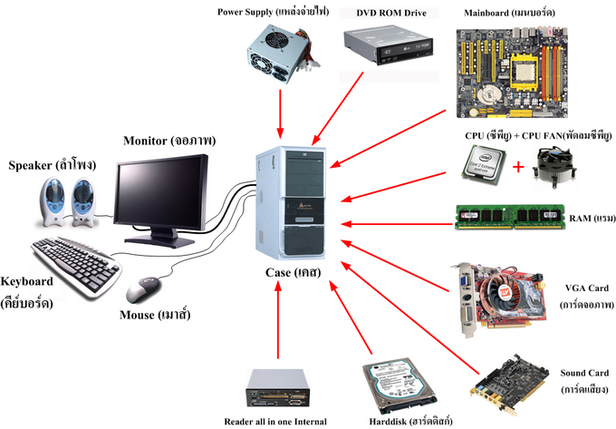 Power Supply (แหล่งจ่ายไฟ)
DVD ROM Drive
Mainboard (เมนบอร์ด)
Monitor (จอภาพ)
CPU (ซีพียู) + CPU FAN(พัดลมซีพียู)
Speaker (ลำโพง)
+
RAM (แรม)
Case (เคส)
Keyboard
(คีย์บอร์ด)
Mouse (เมาส์)
VGA Card
(การ์ดจอภาพ)
Sound Card
(การ์ดเสียง)
Reader all in one Internal
Harddisk (ฮาร์ดดิสก์)